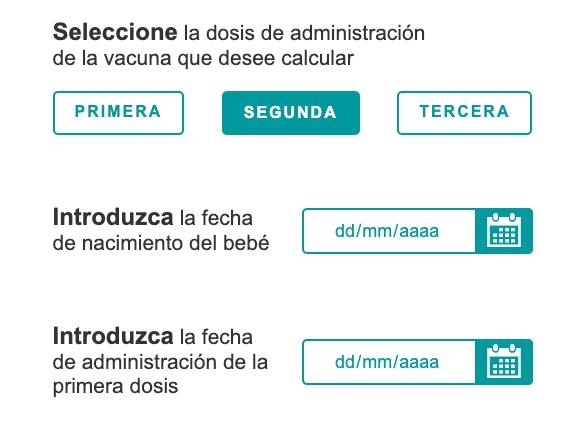 Seleccione la dosis de administración
de la vacuna que desee calcular
PRIMERA SEGUNDA TERCERA
Introduzca la fecha
de nacimiento del bebé
dd/mm/aaaa
Introduzca la fecha
de administración de la
primera dosis
dd/mm/aaaa